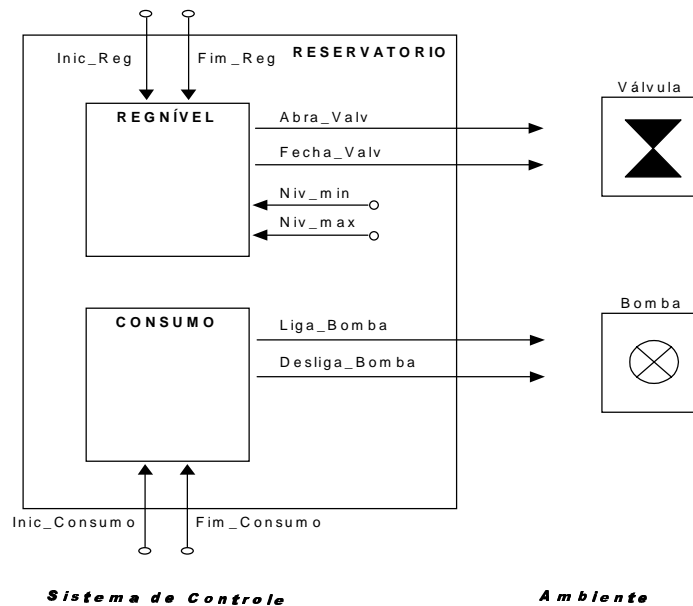 Inic_Reg
Fim_Reg
RESERVATORIO
REGNÍVEL
Abra_Valv
Fecha_Valv
Niv_min
Niv_max
Válvula
CONSUMO
Liga_Bomba
Desliga_Bomba
Bomba
Inic_Consumo
Fim_Consumo
Sistema de Controle
Ambiente